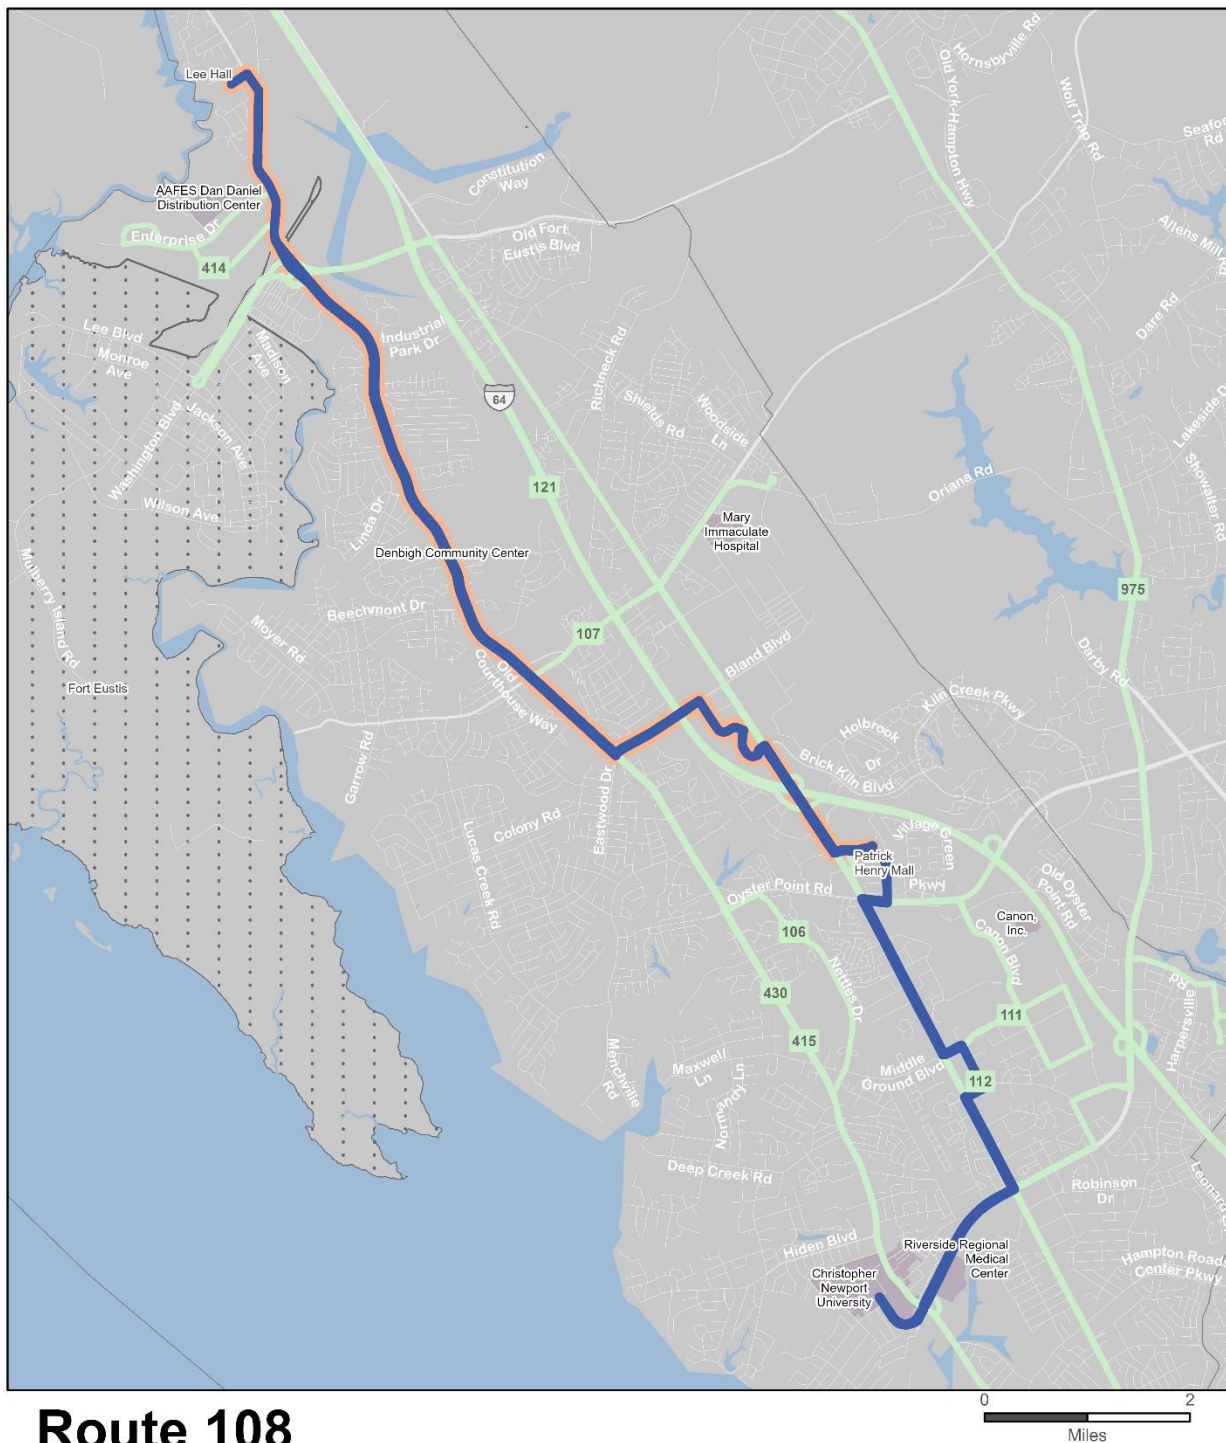 Hornsbyville Rd
Old York-Hampton Hwy
Wolf Trap Rd
Lee Hall
Seafor
Rd
Constitution
Way
AAFES Dan Daniel
Distribution Center
Enterprise Dr
Old Fort
Eustis Blvd
Allens Mill R
414
Dare Rd
Lee Blvd
Monroe
Ave
Madison
Ave
Industrial
Park Dr
Richneck Rd
64
Shields Rd
Woodside
Ln
Jackson Ave
Washington Blvd
Lakeside
Showalter Rd
121
Oriana Rd
Wilson Ave
Linda Dr
Mary
Immaculate
Hospital
Denbigh Community Center
Mulberry Island Rd
975
Beechmont Dr
Moyer Rd
107
Bland Blvd
Darby Rd
Old
Courthouse Way
Fort Eustis
Kiln Creek Pkwy
Holbrook
Dr
Garrow Rd
Brick Kiln Blvd
Eastwood Dr
Colony Rd
Lucas Creek Rd
Village Green
Pkwy
Patrick
Henry Mall
Oyster Point Rd
Old Oyster
Point Rd
Canon,
Inc.
106
Canon Blvd
Nettles Dr
Rd
Harpersville
430
111
415
Middle
Ground Blvd
Maxwell
Ln
Normandy Ln
Menchville
Rd
112
Deep Creek Rd
Robinson
Dr
Leonard
Hiden Blvd
Riverside Regional
Medical
Center
Hampton Roads
Center Pkwy
Christopher
Newport
University
0 2
Miles
Route 108